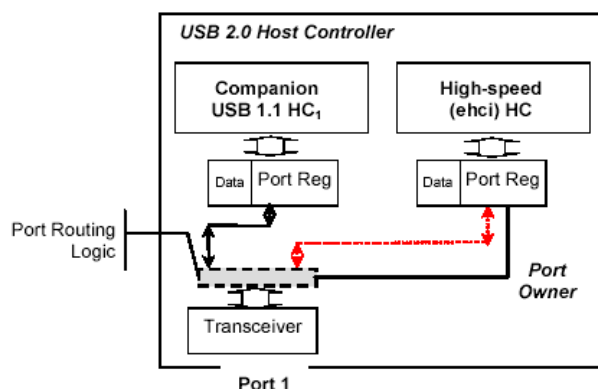 USB 2.0 Host Controller
Companion
USB 1.1 HC₁
High-speed
(ehci) HC
Data
Port Reg
Data
Port Reg
Port Routing
Logic
Port
Owner
Transceiver
Port 1